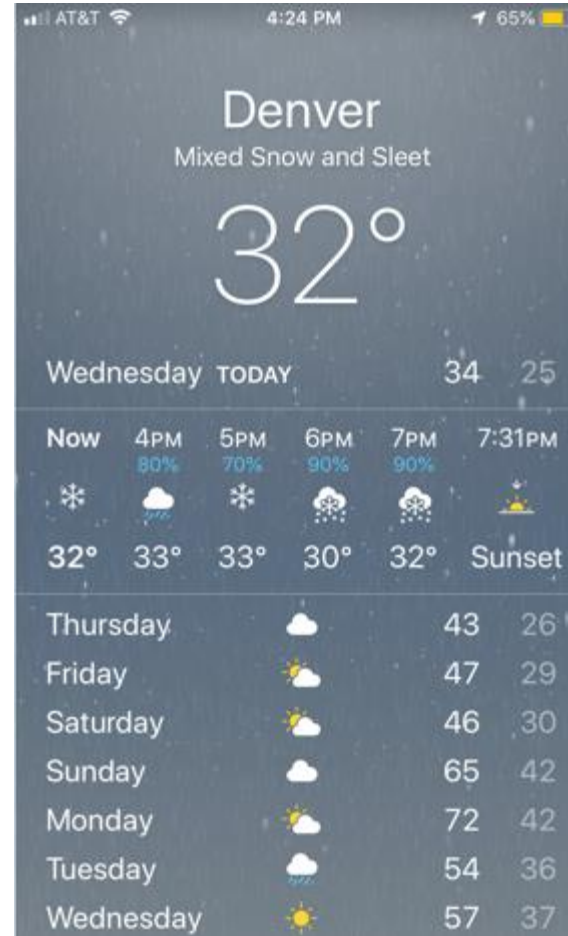 AT&T 4:24 PM 65%
Denver
Mixed Snow and Sleet
32°
Wednesday TODAY 34 25
Now 4PM 5PM 6PM 7PM 7:31PM
80% 70% 90% 90%
32° 33° 33° 30° 32° Sunset
Thursday 43 26
Friday 47 29
Saturday 46 30
Sunday 65 42
Monday 72 42
Tuesday 54 36
Wednesday 57 37